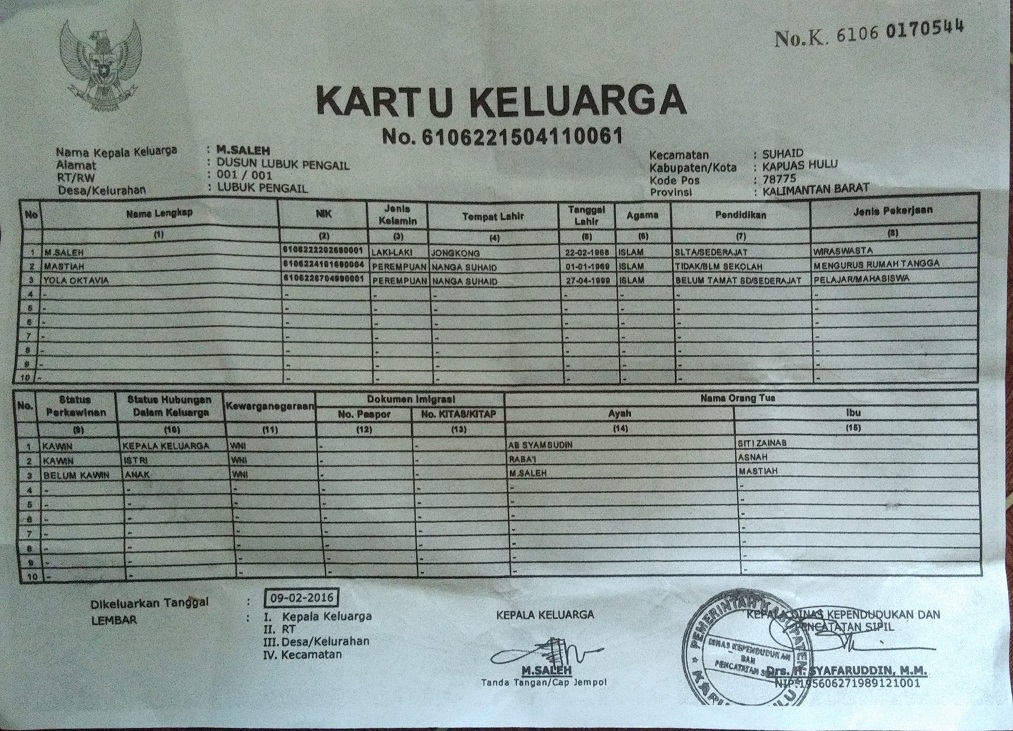 No.K. 6106 0170544
KARTU KELUARGA
No. 6106221504110061
Nama Kepala Keluarga : M.SALEH
Alamat : DUSUN LUBUK PENGAIL
RT/RW : 001 / 001
Desa/Kelurahan : LUBUK PENGAIL
Kecamatan : SUHAID
Kabupaten/Kota : KAPUAS HULU
Kode Pos : 78775
Provinsi : KALIMANTAN BARAT
No Nama Lengkap NIK Jenis Kelamin Tempat Lahir Tanggal Lahir Agama Pendidikan Jenis Pekerjaan
(1) (2) (3) (4) (5) (6) (7) (8)
1 M.SALEH LAKI-LAKI JONGKONG ISLAM SLTA/SEDERAJAT WIRASWASTA
2 MASTIAH PEREMPUAN NANGA SUHAID 01-01-1969 ISLAM TIDAK/BLM SEKOLAH MENGURUS RUMAH TANGGA
3 YOLA OKTAVIA PEREMPUAN NANGA SUHAID 27-04-1999 ISLAM BELUM TAMAT SD/SEDERAJAT PELAJAR/MAHASISWA
4 - - - - - - - -
5 - - - - - - - -
6 - - - - - - - -
7 - - - - - - - -
8 - - - - - - - -
9 - - - - - - - -
10 - - - - - - - -
No. Status Perkawinan Status Hubungan Dalam Keluarga Kewarganegaraan Dokumen Imigrasi Nama Orang Tua
No. Paspor No. KITAS/KITAP Ayah Ibu
(9) (10) (11) (12) (13) (14) (15)
1 KAWIN KEPALA KELUARGA WNI - - AB SYAMSUDIN SITI ZAINAB
2 KAWIN ISTRI WNI - - RABA'I ASNAH
3 BELUM KAWIN ANAK WNI - - M.SALEH MASTIAH
4 - - - - - - -
5 - - - - - - -
6 - - - - - - -
7 - - - - - - -
8 - - - - - - -
9 - - - - - - -
10 - - - - - - -
Dikeluarkan Tanggal : 09-02-2016
LEMBAR : I. Kepala Keluarga
II. RT
III. Desa/Kelurahan
IV. Kecamatan
KEPALA KELUARGA
M.SALEH
Tanda Tangan/Cap Jempol
KEPALA DINAS KEPENDUDUKAN DAN
PENCATATAN SIPIL
PEMERINTAH KABUPATEN
DINAS KEPENDUDUKAN
DAN
PENCATATAN SIPIL
Drs. H. SYAFARUDDIN, M.M.
NIP.195606271989121001